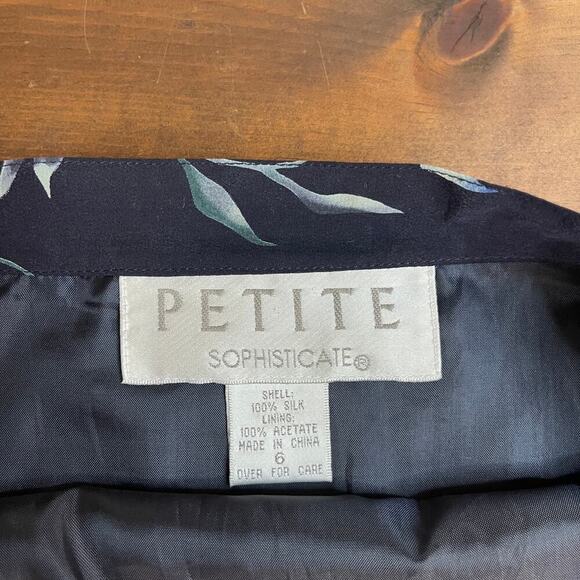 PETITE
SOPHISTICATE®
SHELL:
100% SILK
LINING:
100% ACETATE
MADE IN CHINA
6
OVER FOR CARE